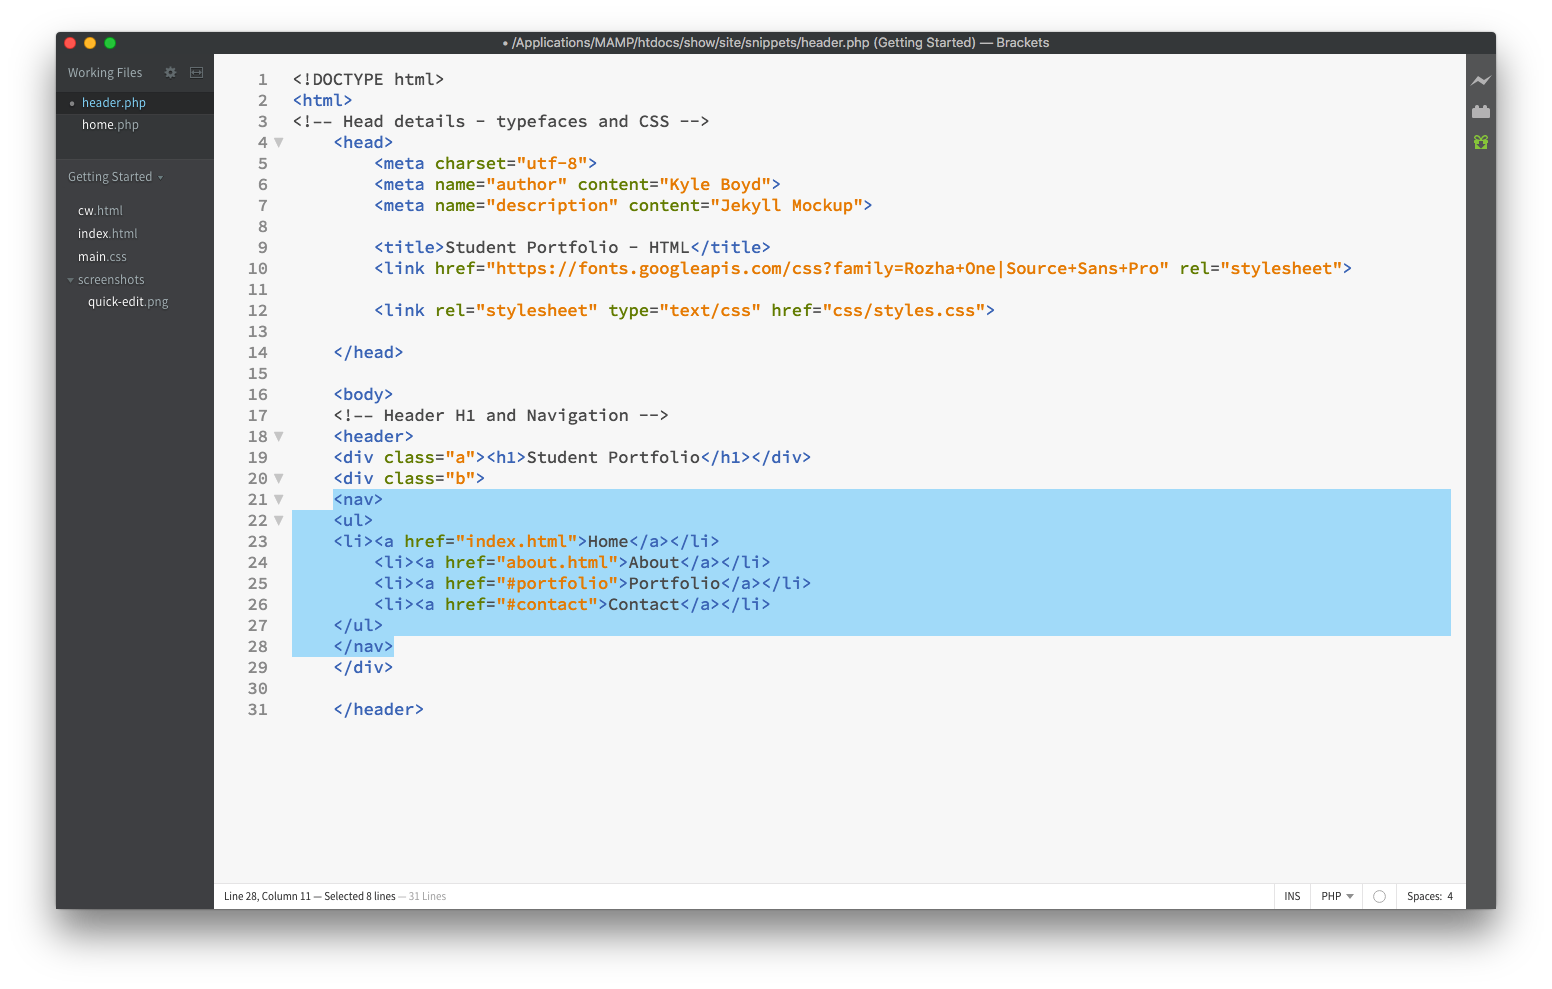 • /Applications/MAMP/htdocs/show/site/snippets/header.php (Getting Started) — Brackets
Working Files
• header.php
home.php
Getting Started
cw.html
index.html
main.css
screenshots
quick-edit.png
1 <!DOCTYPE html>
2 <html>
3 <!-- Head details - typefaces and CSS -->
4 <head>
5 <meta charset="utf-8">
6 <meta name="author" content="Kyle Boyd">
7 <meta name="description" content="Jekyll Mockup">
8
9 <title>Student Portfolio - HTML</title>
10 <link href="https://fonts.googleapis.com/css?family=Rozha+One|Source+Sans+Pro" rel="stylesheet">
11
12 <link rel="stylesheet" type="text/css" href="css/styles.css">
13
14 </head>
15
16 <body>
17 <!-- Header H1 and Navigation -->
18 <header>
19 <div class="a"><h1>Student Portfolio</h1></div>
20 <div class="b">
21 <nav>
22 <ul>
23 <li><a href="index.html">Home</a></li>
24 <li><a href="about.html">About</a></li>
25 <li><a href="#portfolio">Portfolio</a></li>
26 <li><a href="#contact">Contact</a></li>
27 </ul>
28 </nav>
29 </div>
30
31 </header>
Line 28, Column 11 — Selected 8 lines — 31 Lines
INS PHP Spaces: 4